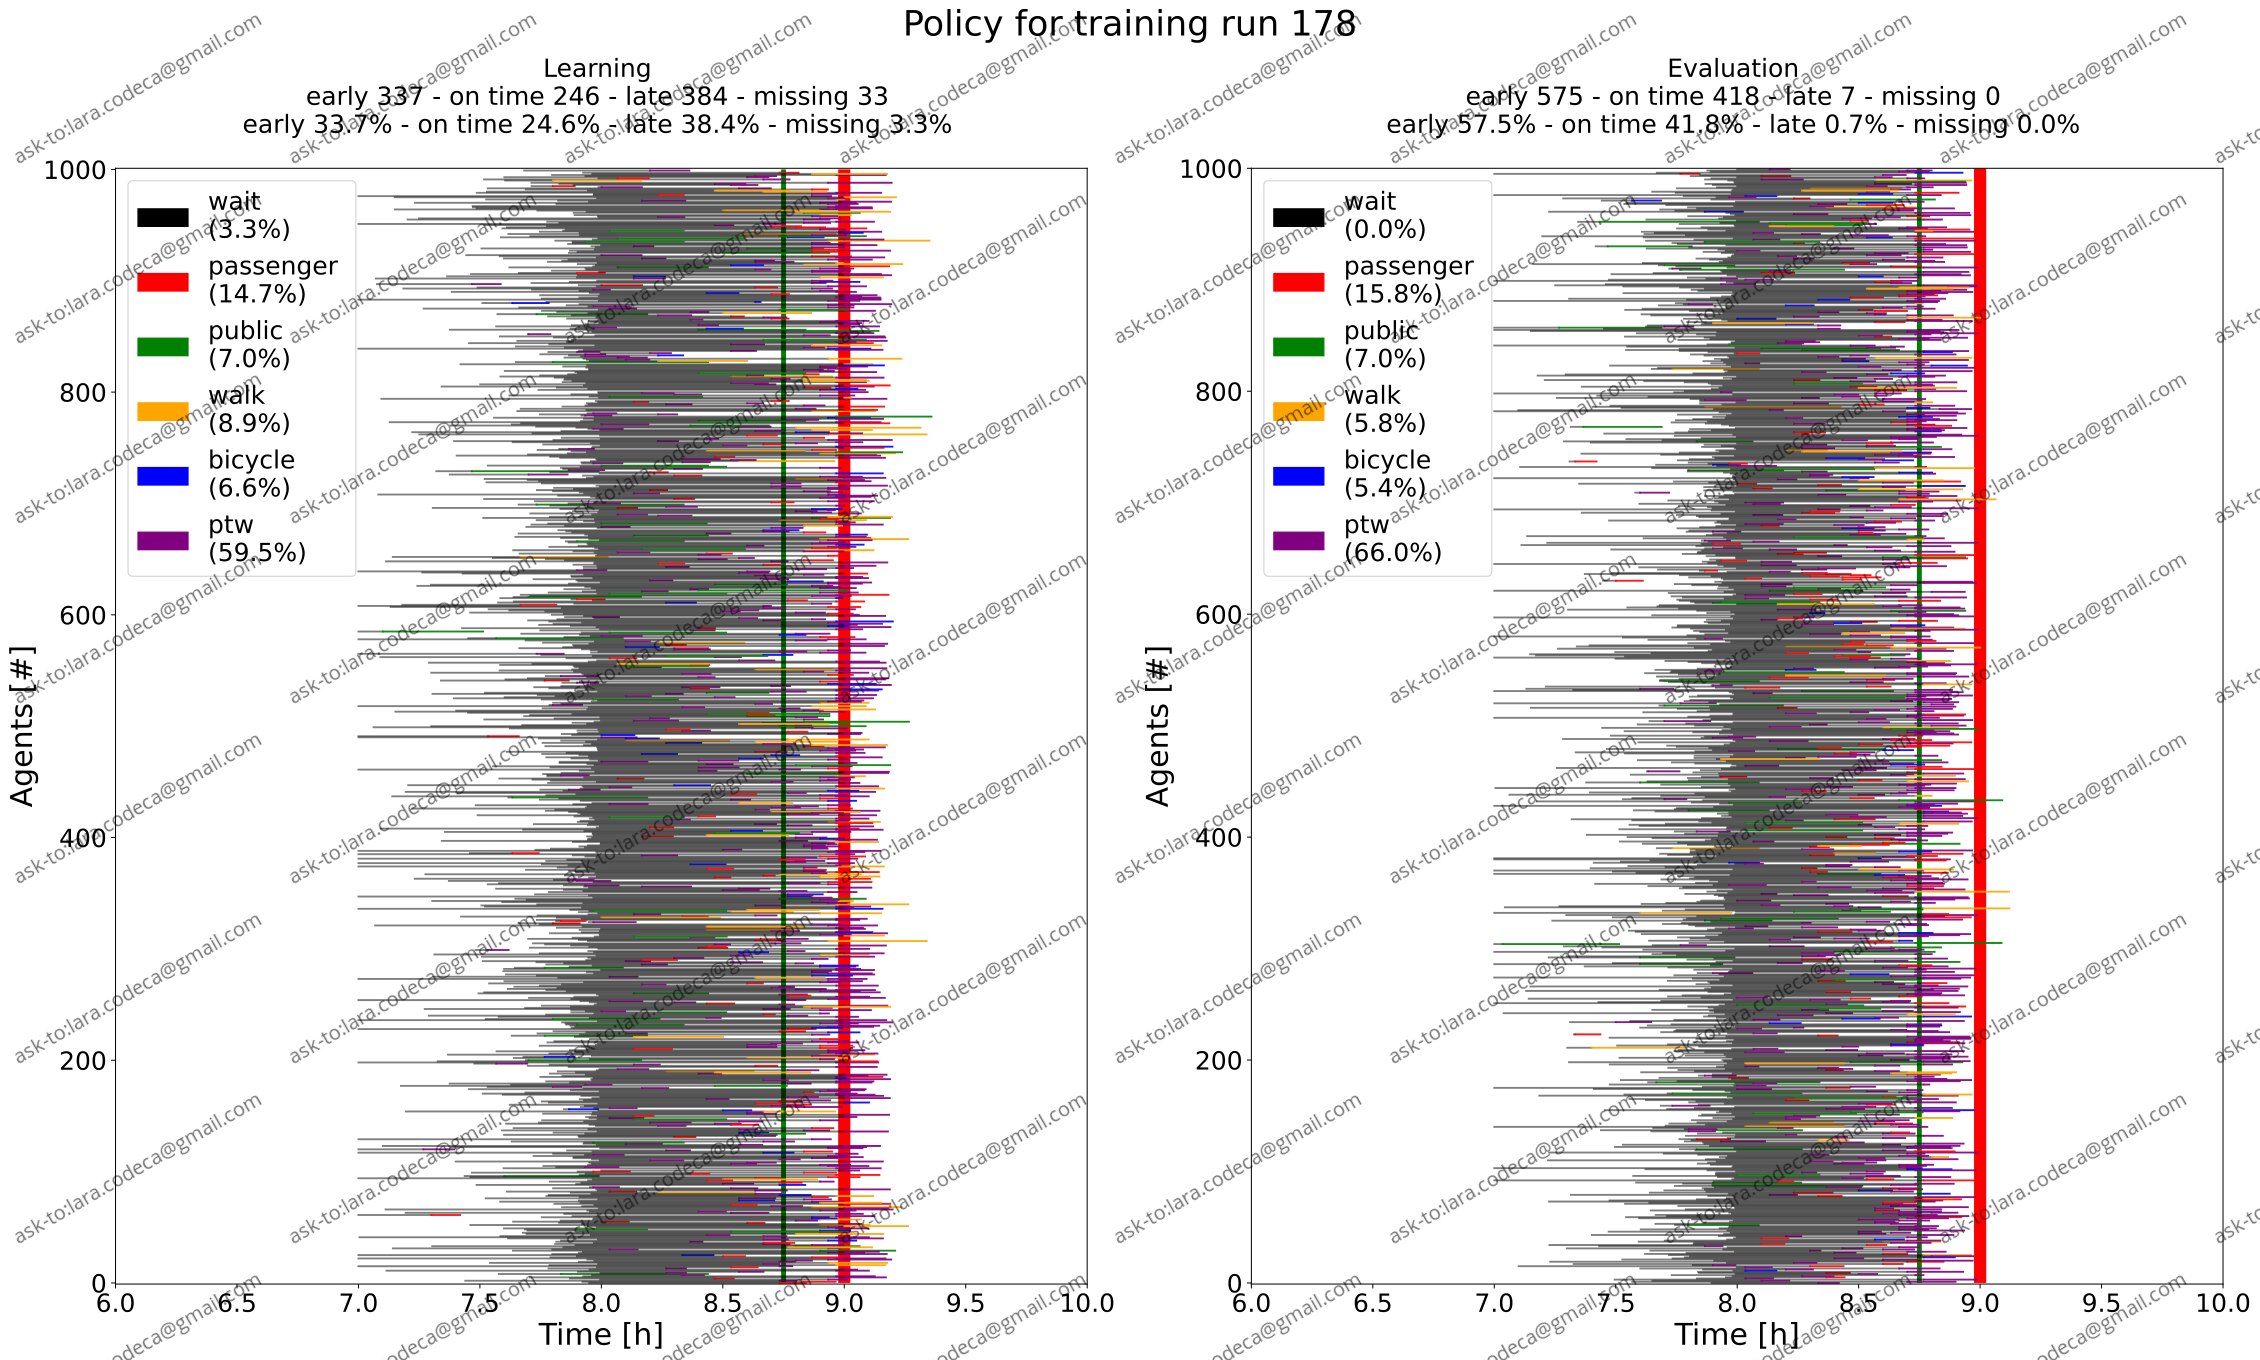 Policy for training run 178
Learning
early 337 - on time 246 - late 384 - missing 33
early 33.7% - on time 24.6% - late 38.4% - missing 3.3%
1000
800
600
400
200
0
Agents [#]
wait
(3.3%)
passenger
(14.7%)
public
(7.0%)
walk
(8.9%)
bicycle
(6.6%)
ptw
(59.5%)
6.0 6.5 7.0 7.5 8.0 8.5 9.0 9.5 10.0
Time [h]
Evaluation
early 575 - on time 418 - late 7 - missing 0
early 57.5% - on time 41.8% - late 0.7% - missing 0.0%
1000
800
600
400
200
0
Agents [#]
wait
(0.0%)
passenger
(15.8%)
public
(7.0%)
walk
(5.8%)
bicycle
(5.4%)
ptw
(66.0%)
6.0 6.5 7.0 7.5 8.0 8.5 9.0 9.5 10.0
Time [h]
ask-to:lara.codeca@gmail.com